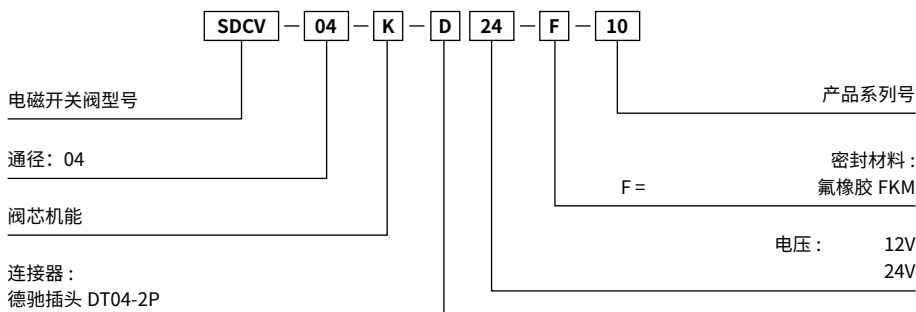 SDCV — 04 — K — D 24 — F — 10
电磁开关阀型号
产品系列号
通径：04
密封材料 :
F = 氟橡胶 FKM
阀芯机能
电压 : 12V
24V
连接器 :
德驰插头 DT04-2P